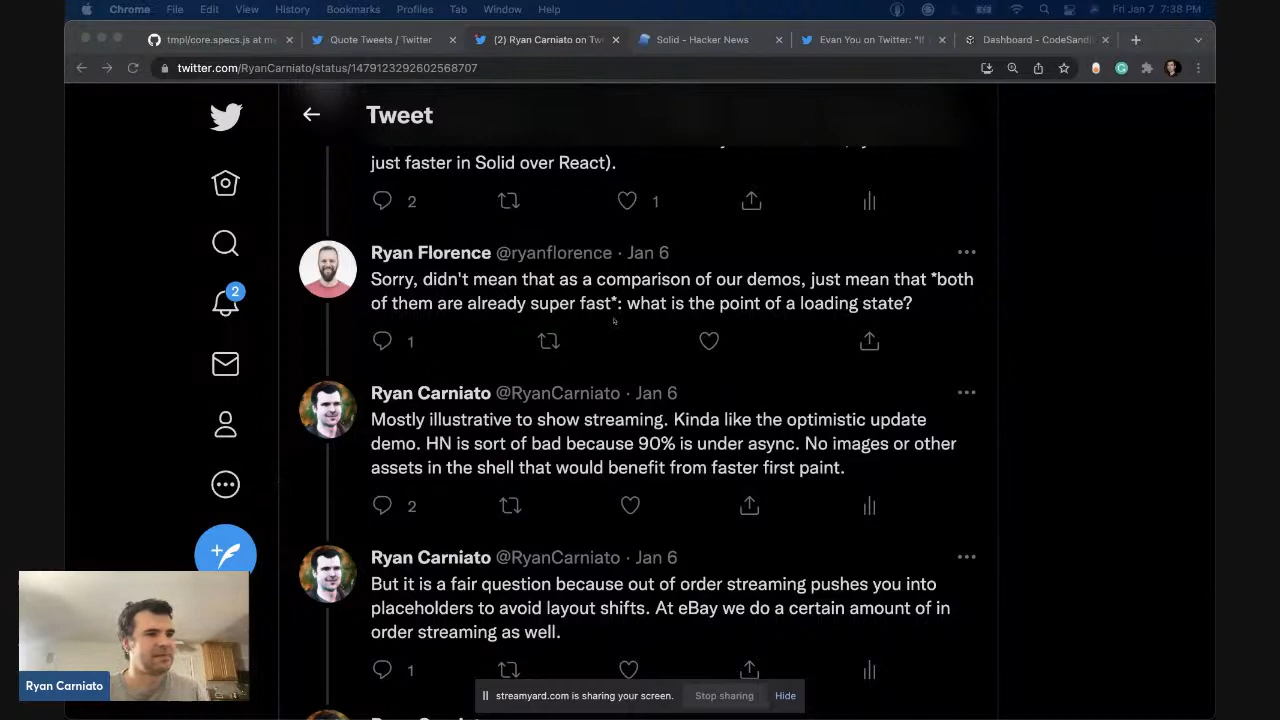 Chrome File Edit View History Bookmarks Profiles Tab Window Help Fri Jan 7 7:38 PM
tmpl/core.specs.js at m
Quote Tweets / Twitter
(2) Ryan Carniato on Tw
Solid - Hacker News
Evan You on Twitter: "If
Dashboard - CodeSand
twitter.com/RyanCarniato/status/1479123292602568707
Tweet
just faster in Solid over React).
2 1
Ryan Florence @ryanflorence · Jan 6
Sorry, didn't mean that as a comparison of our demos, just mean that *both
of them are already super fast*: what is the point of a loading state?
1
2
Ryan Carniato @RyanCarniato · Jan 6
Mostly illustrative to show streaming. Kinda like the optimistic update
demo. HN is sort of bad because 90% is under async. No images or other
assets in the shell that would benefit from faster first paint.
2
Ryan Carniato @RyanCarniato · Jan 6
But it is a fair question because out of order streaming pushes you into
placeholders to avoid layout shifts. At eBay we do a certain amount of in
order streaming as well.
1
Ryan Carniato
streamyard.com is sharing your screen. Stop sharing Hide